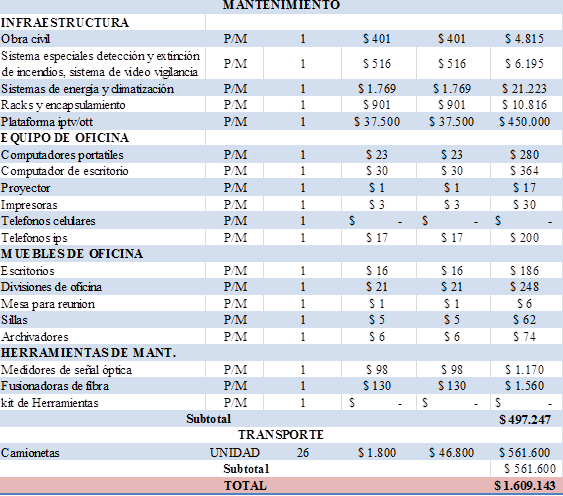 MANTENIMIENTO
INFRAESTRUCTURA
Obra civil P/M 1 $ 401 $ 401 $ 4.815
Sistema especiales detección y extinción
de incendios, sistema de video vigilancia P/M 1 $ 516 $ 516 $ 6.195
Sistemas de energia y climatización P/M 1 $ 1.769 $ 1.769 $ 21.223
Racks y encapsulamiento P/M 1 $ 901 $ 901 $ 10.816
Plataforma iptv/ott P/M 1 $ 37.500 $ 37.500 $ 450.000
EQUIPO DE OFICINA
Computadores portatiles P/M 1 $ 23 $ 23 $ 280
Computador de escritorio P/M 1 $ 30 $ 30 $ 364
Proyector P/M 1 $ 1 $ 1 $ 17
Impresoras P/M 1 $ 3 $ 3 $ 30
Telefonos celulares P/M 1 $ - $ - $ -
Telefonos ips P/M 1 $ 17 $ 17 $ 200
MUEBLES DE OFICINA
Escritorios P/M 1 $ 16 $ 16 $ 186
Divisiones de oficina P/M 1 $ 21 $ 21 $ 248
Mesa para reunion P/M 1 $ 1 $ 1 $ 6
Sillas P/M 1 $ 5 $ 5 $ 62
Archivadores P/M 1 $ 6 $ 6 $ 74
HERRAMIENTAS DE MANT.
Medidores de señal óptica P/M 1 $ 98 $ 98 $ 1.170
Fusionadoras de fibra P/M 1 $ 130 $ 130 $ 1.560
kit de Herramientas P/M 1 $ - $ - $ -
Subtotal $ 497.247
TRANSPORTE
Camionetas UNIDAD 26 $ 1.800 $ 46.800 $ 561.600
Subtotal $ 561.600
TOTAL $ 1.609.143